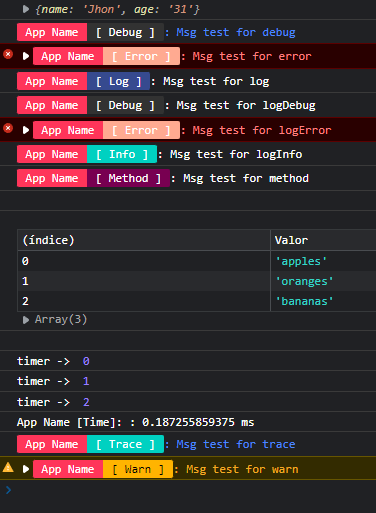 {name: 'Jhon', age: '31'}
App Name [ Debug ] : Msg test for debug
App Name [ Error ] : Msg test for error
App Name [ Log ] : Msg test for log
App Name [ Debug ] : Msg test for logDebug
App Name [ Error ] : Msg test for logError
App Name [ Info ] : Msg test for logInfo
App Name [ Method ] : Msg test for method
(índice) Valor
0 'apples'
1 'oranges'
2 'bananas'
Array(3)
timer -> 0
timer -> 1
timer -> 2
App Name [Time]: : 0.187255859375 ms
App Name [ Trace ] : Msg test for trace
App Name [ Warn ] : Msg test for warn